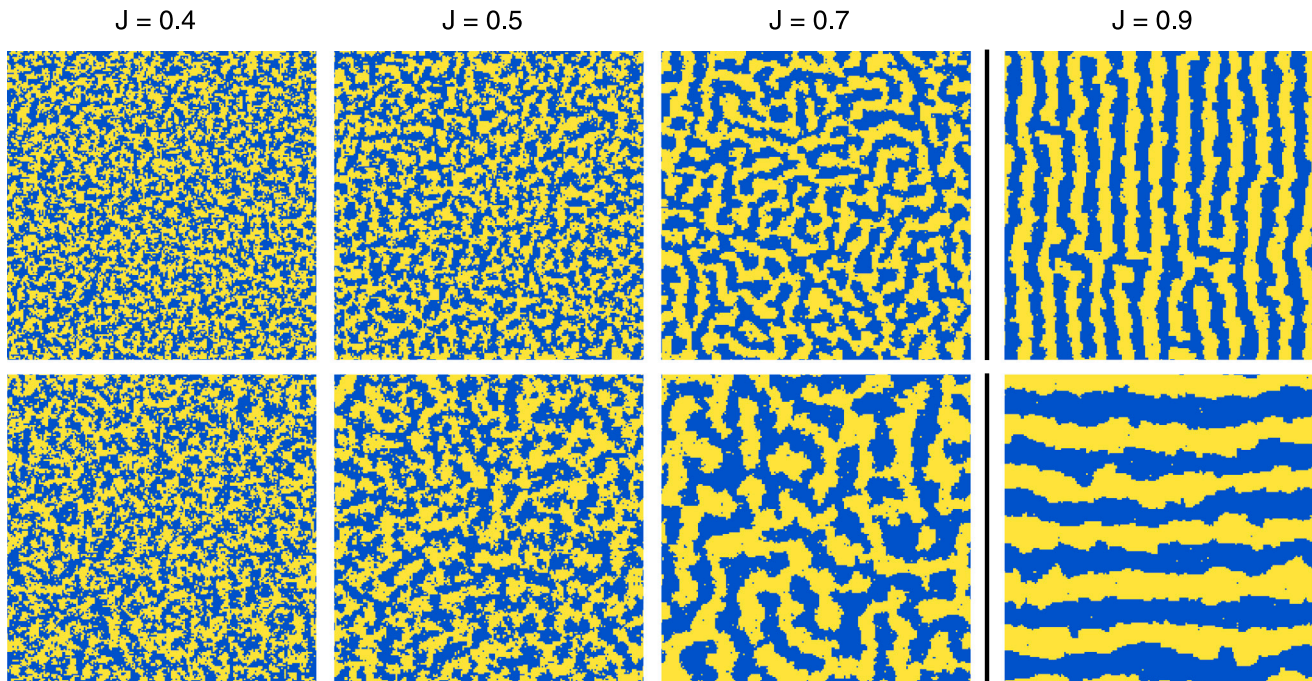 J = 0.4 J = 0.5 J = 0.7 J = 0.9